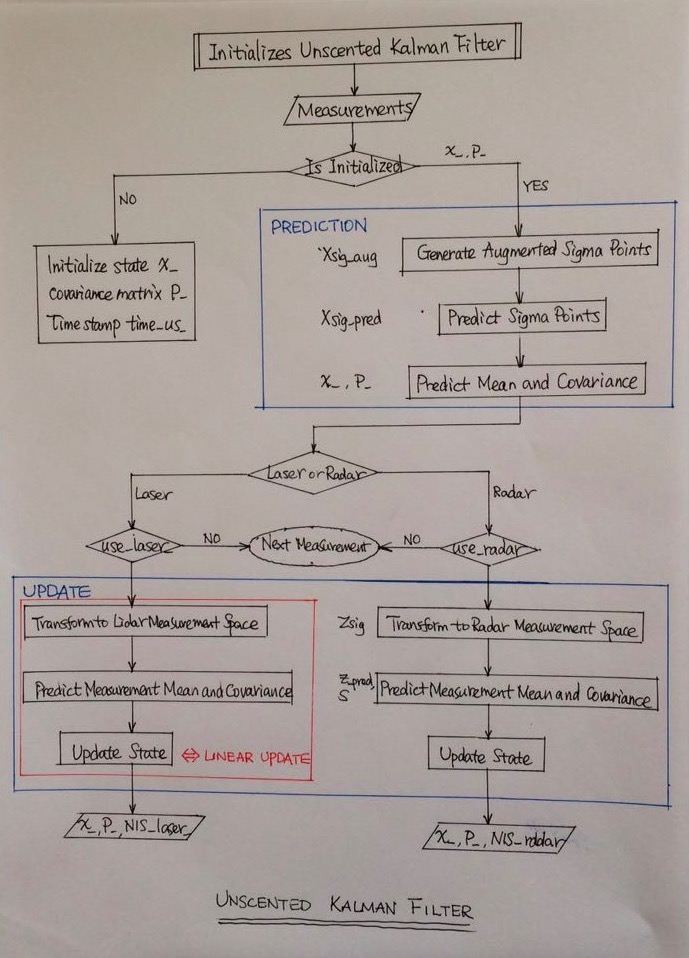 Initializes Unscented Kalman Filter
Measurements
Is Initialized
x_, P_
NO
YES
PREDICTION
Initialize state x_
Covariance matrix P_
Time stamp time_us_
Xsig_aug
Generate Augmented Sigma Points
Xsig_pred
Predict Sigma Points
x_, P_
Predict Mean and Covariance
Laser or Radar
Laser
Radar
use_laser
NO
Next Measurement
NO
use_radar
UPDATE
Transform to Lidar Measurement Space
Zsig
Transform to Radar Measurement Space
Predict Measurement Mean and Covariance
Zpred,
S
Predict Measurement Mean and Covariance
Update State
⇔ LINEAR UPDATE
Update State
x_, P_, NIS_laser_
x_, P_, NIS_radar
UNSCENTED KALMAN FILTER